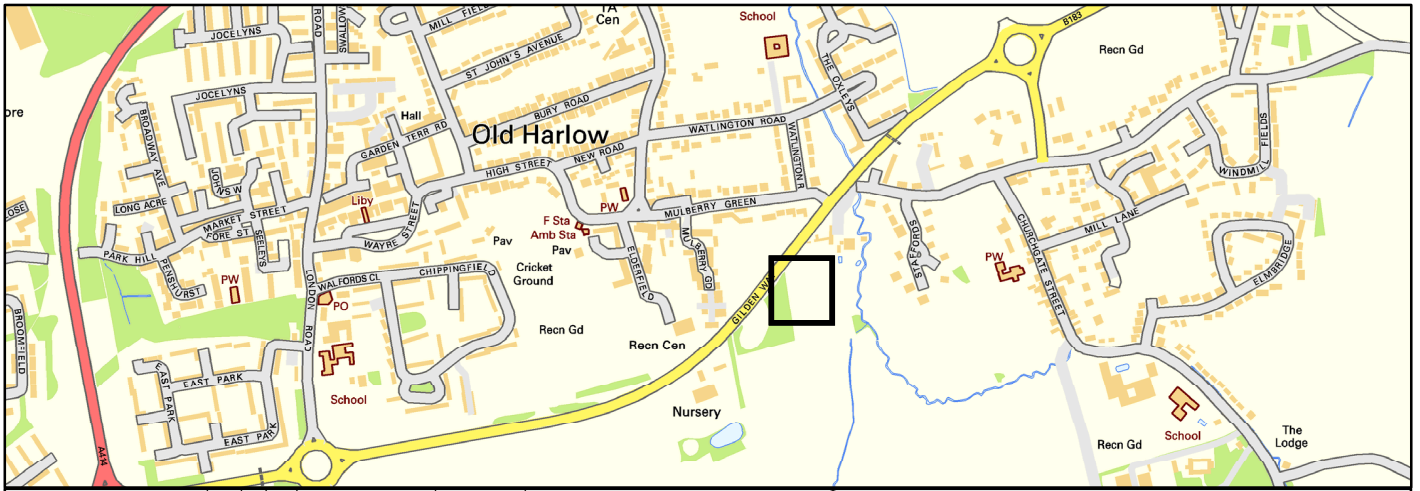 JOCELYNS
ROAD
MOTTRAMS
MILL FIELD
TA
Cen
School
B183
Recn Gd
ST JOHN'S AVENUE
THE OXLEYS
JOCELYNS
BURY ROAD
ore
Hall
BROADWAY AVE
GARDEN TERR RD
Old Harlow
WATLINGTON ROAD
WATLINGTON R
NEW ROAD
HIGH STREET
WINDMILL FIELDS
JOHN'S W
LONG ACRE
Liby
PW
LOSE
MARKET STREET
FORE ST
SEELEYS
WAYRE STREET
F Sta
Amb Sta
MULBERRY GREEN
MULBERRY GD
MILL LANE
CHURCHGATE STREET
STAFFORDS
PARK HILL
PENSHURST
Pav
Pav
Cricket
Ground
ELDERFIELD
PW
ELMBRIDGE
PW
LONDON ROAD
WALFORDS CL
CHIPPINGFIELD
PO
GILDEN W
BROOMFIELD
Recn Gd
Recn Cen
EAST PARK
EAST PARK
School
EAST PARK
Nursery
School
Recn Gd
The
Lodge
A414